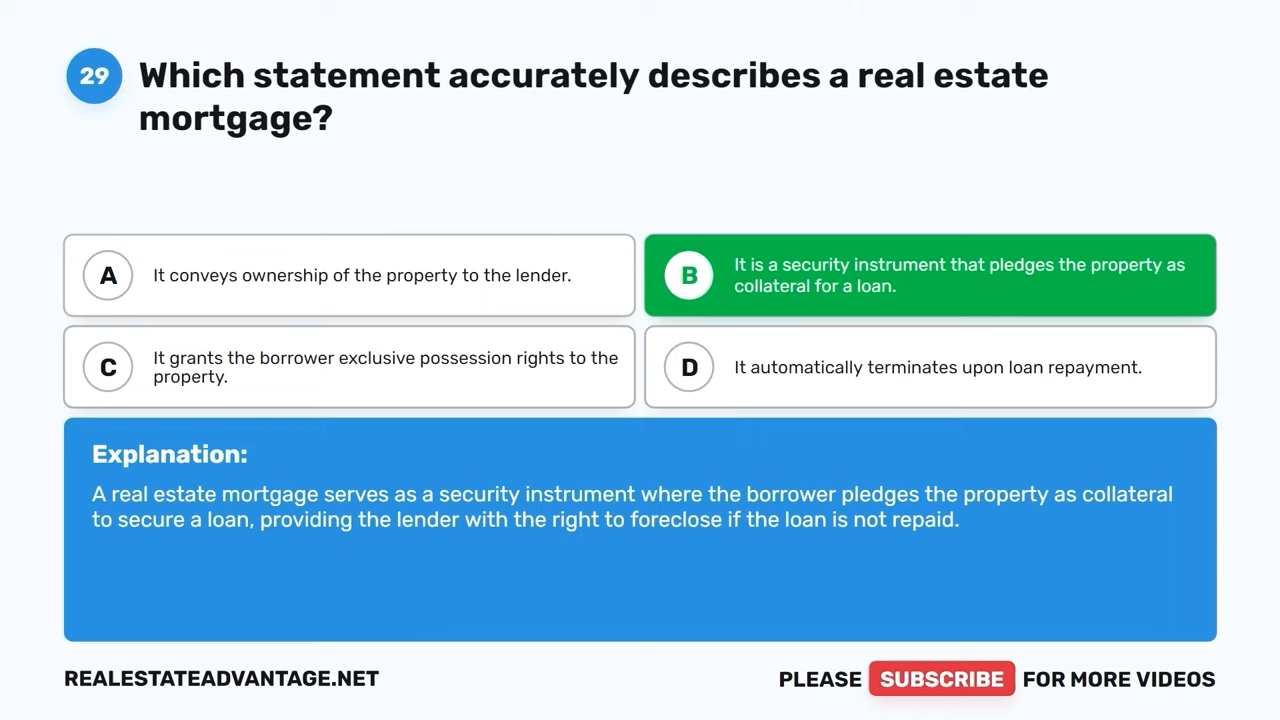 29
Which statement accurately describes a real estate
mortgage?
A
It conveys ownership of the property to the lender.
B
It is a security instrument that pledges the property as
collateral for a loan.
C
It grants the borrower exclusive possession rights to the
property.
D
It automatically terminates upon loan repayment.
Explanation:
A real estate mortgage serves as a security instrument where the borrower pledges the property as collateral
to secure a loan, providing the lender with the right to foreclose if the loan is not repaid.
REALESTATEADVANTAGE.NET
PLEASE SUBSCRIBE FOR MORE VIDEOS